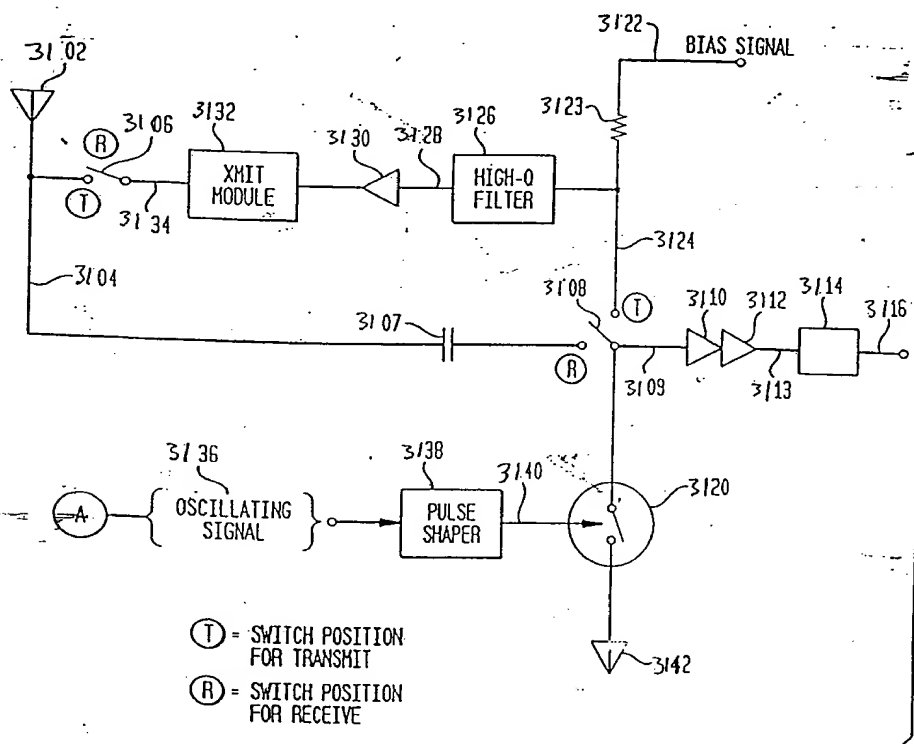 3102
3122
BIAS SIGNAL
3106
R
3132
3130
3128
3126
3123
XMIT
MODULE
HIGH-Q
FILTER
T
3134
3124
3104
3108
T
3110
3112
3114
3116
3107
R
3109
3113
3136
3138
3140
3120
A
OSCILLATING
SIGNAL
PULSE
SHAPER
T = SWITCH POSITION
FOR TRANSMIT
3142
R = SWITCH POSITION
FOR RECEIVE